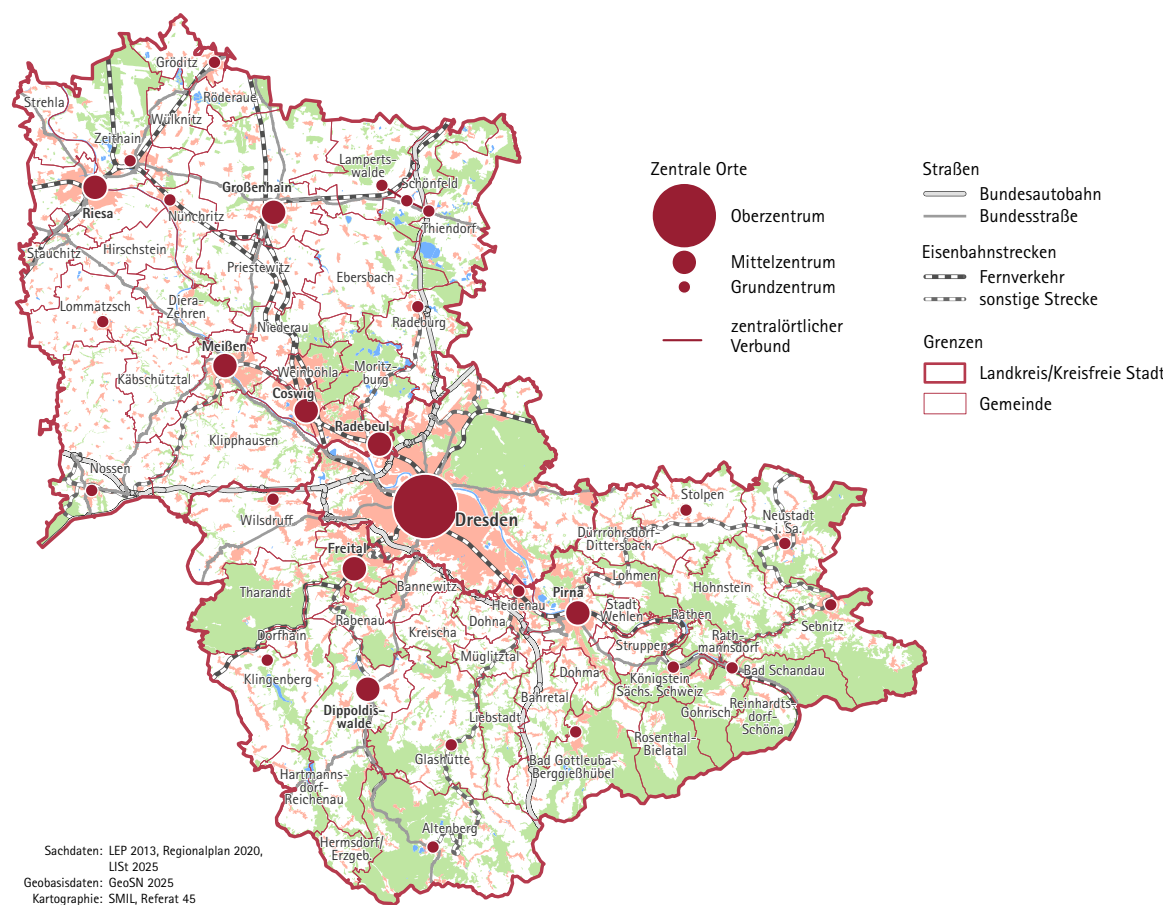 Gröditz
Strehla
Röderaue
Wülknitz
Zeithain
Lamperts-
walde
Großenhain
Schönfeld
Riesa
Nünchritz
Thiendorf
Stauchitz
Hirschstein
Priestewitz
Ebersbach
Lommatzsch
Diera-
Zehren
Radeburg
Niederau
Meißen
Weinböhla
Moritz-
burg
Käbschütztal
Coswig
Radebeul
Klipphausen
Nossen
Wilsdruff
Dresden
Stolpen
Neustadt
i. Sa.
Dürrröhrsdorf-
Dittersbach
Freital
Bannewitz
Lohmen
Hohnstein
Tharandt
Pirna
Heidenau
Stadt
Wehlen
Rathen
Sebnitz
Rabenau
Dohna
Kreischa
Dorfhain
Struppen
Rath-
mannsdorf
Müglitztal
Klingenberg
Dohma
Königstein
Sächs. Schweiz
Bad Schandau
Bahretal
Gohrisch
Reinhardts-
dorf-
Schöna
Dippoldis-
walde
Liebstadt
Rosenthal-
Bielatal
Glashütte
Bad Gottleuba-
Berggießhübel
Hartmanns-
dorf-
Reichenau
Altenberg
Hermsdorf/
Erzgeb.
Zentrale Orte
Oberzentrum
Mittelzentrum
Grundzentrum
zentralörtlicher
Verbund
Straßen
Bundesautobahn
Bundesstraße
Eisenbahnstrecken
Fernverkehr
sonstige Strecke
Grenzen
Landkreis/Kreisfreie Stadt
Gemeinde
Sachdaten: LEP 2013, Regionalplan 2020,
LISt 2025
Geobasisdaten: GeoSN 2025
Kartographie: SMIL, Referat 45